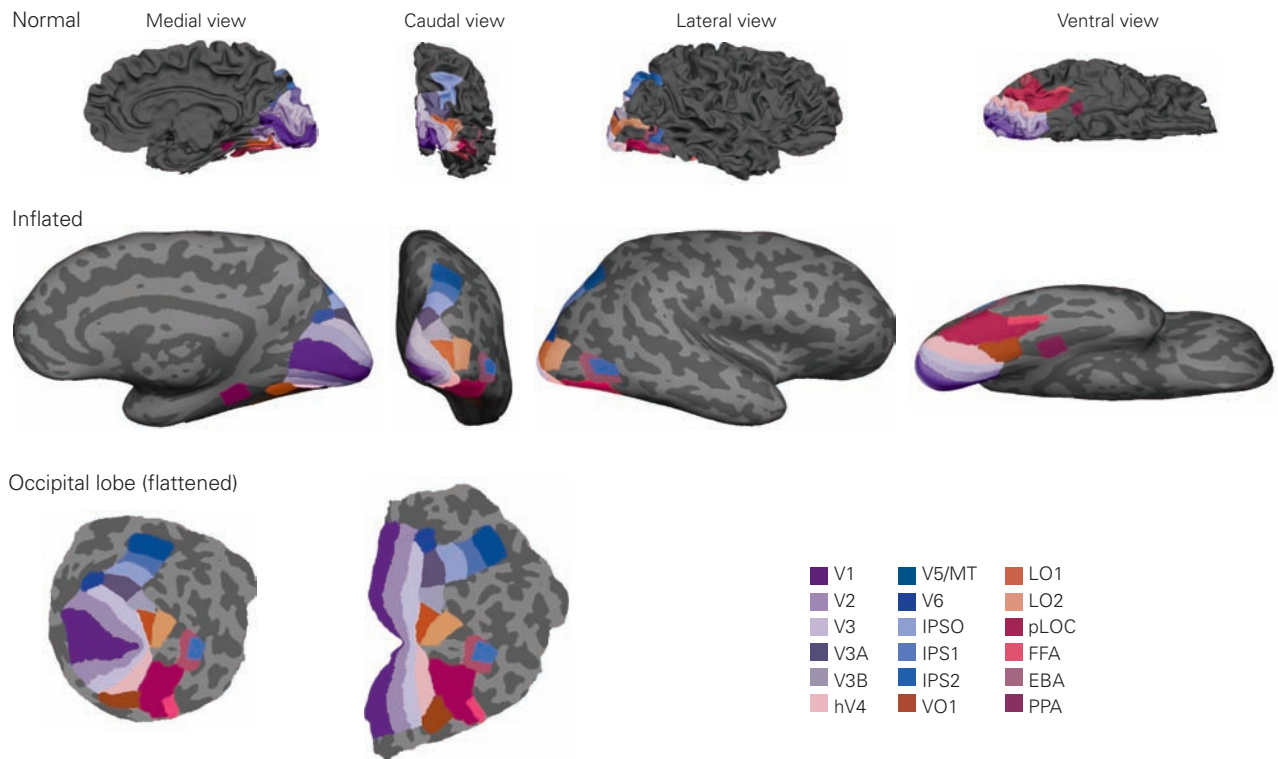 Normal
Medial view
Caudal view
Lateral view
Ventral view
Inflated
Occipital lobe (flattened)
V1
V2
V3
V3A
V3B
hV4
V5/MT
V6
IPSO
IPS1
IPS2
VO1
LO1
LO2
pLOC
FFA
EBA
PPA